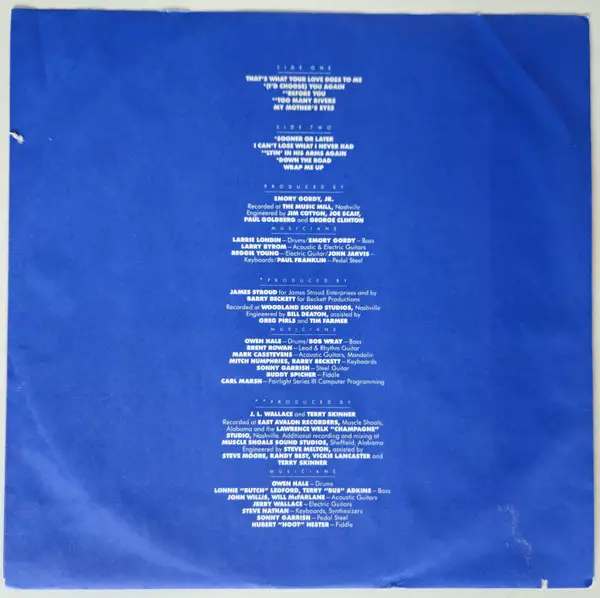 SIDE ONE
THAT'S WHAT YOUR LOVE DOES TO ME
*(I'D CHOOSE) YOU AGAIN
**BEFORE YOU
**TOO MANY RIVERS
MY MOTHER'S EYES
SIDE TWO
*SOONER OR LATER
I CAN'T LOSE WHAT I NEVER HAD
**LYIN' IN HIS ARMS AGAIN
*DOWN THE ROAD
WRAP ME UP
PRODUCED BY
EMORY GORDY, JR.
Recorded at THE MUSIC MILL, Nashville
Engineered by JIM COTTON, JOE SCAIF,
PAUL GOLDBERG and GEORGE CLINTON
MUSICIANS
LARRIE LONDIN – Drums/EMORY GORDY – Bass
LARRY BYROM – Acoustic & Electric Guitars
REGGIE YOUNG – Electric Guitar/JOHN JARVIS –
Keyboards/PAUL FRANKLIN – Pedal Steel
*PRODUCED BY
JAMES STROUD for James Stroud Enterprises and by
BARRY BECKETT for Beckett Productions
Recorded at WOODLAND SOUND STUDIOS, Nashville
Engineered by BILL DEATON, assisted by
GREG PIRLS and TIM FARMER
MUSICIANS
OWEN HALE – Drums/BOB WRAY – Bass
BRENT ROWAN – Lead & Rhythm Guitar
MARK CASSTEVENS – Acoustic Guitars, Mandolin
MITCH HUMPHRIES, BARRY BECKETT – Keyboards
SONNY GARRISH – Steel Guitar
BUDDY SPICHER – Fiddle
CARL MARSH – Fairlight Series III Computer Programming
**PRODUCED BY
J. L. WALLACE and TERRY SKINNER
Recorded at EAST AVALON RECORDERS, Muscle Shoals,
Alabama and the LAWRENCE WELK "CHAMPAGNE"
STUDIO, Nashville. Additional recording and mixing at
MUSCLE SHOALS SOUND STUDIOS, Sheffield, Alabama
Engineered by STEVE MELTON, assisted by
STEVE MOORE, RANDY BEST, VICKIE LANCASTER and
TERRY SKINNER
MUSICIANS
OWEN HALE – Drums
LONNIE "BUTCH" LEDFORD, TERRY "BUB" ADKINS – Bass
JOHN WILLIS, WILL McFARLANE – Acoustic Guitars
JERRY WALLACE – Electric Guitars
STEVE NATHAN – Keyboards, Synthesizers
SONNY GARRISH – Pedal Steel
HUBERT "HOOT" HESTER – Fiddle